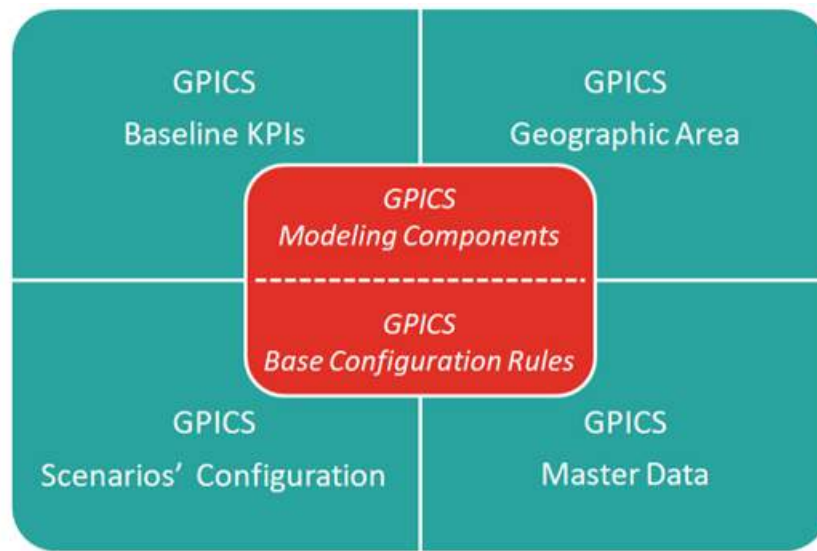 GPICS
Baseline KPIs
GPICS
Geographic Area
GPICS
Modeling Components
GPICS
Base Configuration Rules
GPICS
Scenarios’ Configuration
GPICS
Master Data